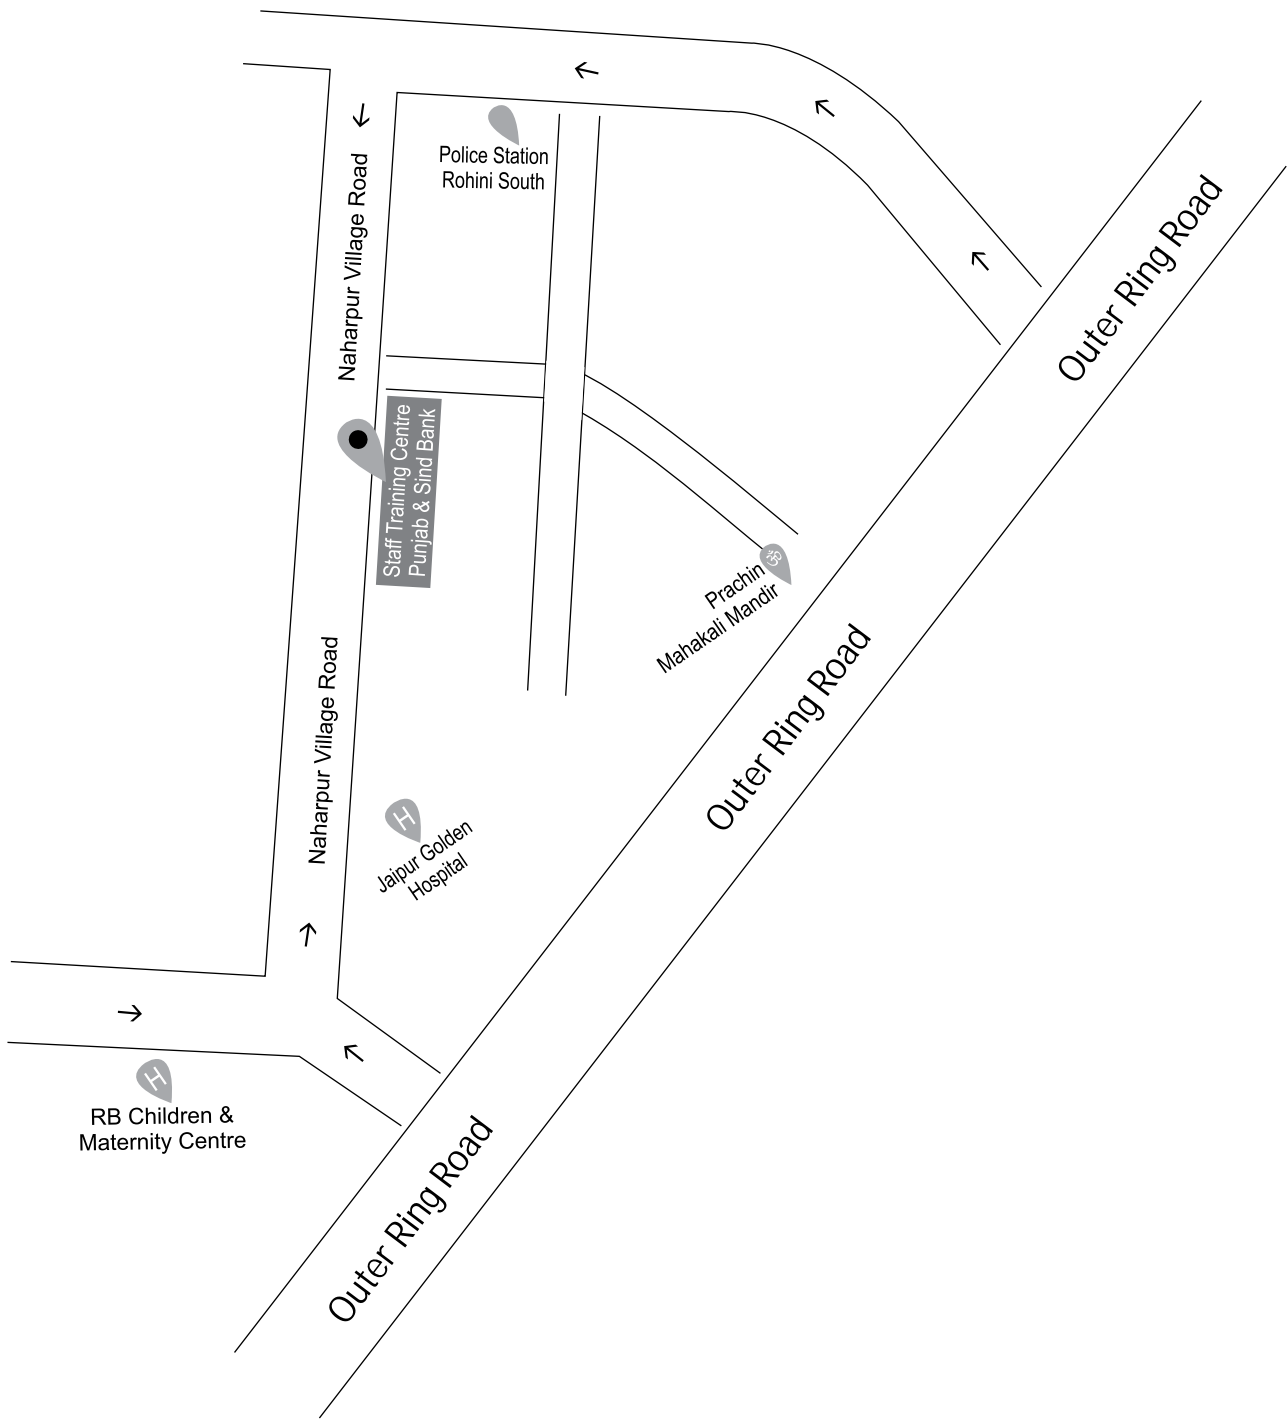 Police Station
Rohini South
Naharpur Village Road
Outer Ring Road
Staff Training Centre
Punjab & Sind Bank
ॐ
Prachin
Mahakali Mandir
Outer Ring Road
Naharpur Village Road
H
Jaipur Golden
Hospital
H
RB Children &
Maternity Centre
Outer Ring Road